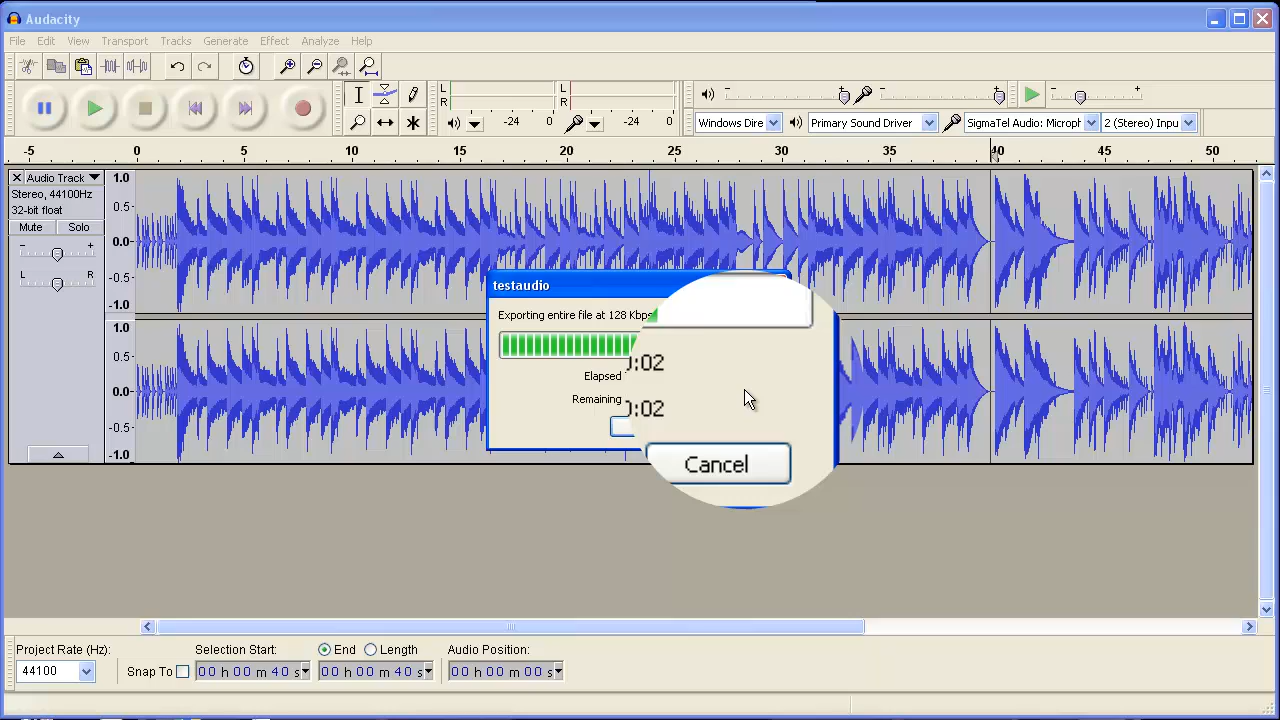 Audacity
File Edit View Transport Tracks Generate Effect Analyze Help
L R -24 0 L R -24 0
Windows Dire Primary Sound Driver SigmaTel Audio: Microph 2 (Stereo) Inpu
-5 0 5 10 15 20 25 30 35 40 45 50
Audio Track
Stereo, 44100Hz
32-bit float
Mute Solo
- +
L R
1.0
0.5
0.0
-0.5
-1.0
1.0
0.5
0.0
-0.5
-1.0
testaudio
Exporting entire file at 128 Kbps
Elapsed :02
Remaining :02
Cancel
Project Rate (Hz): Selection Start: End Length Audio Position:
44100 Snap To 00 h 00 m 40 s 00 h 00 m 40 s 00 h 00 m 00 s